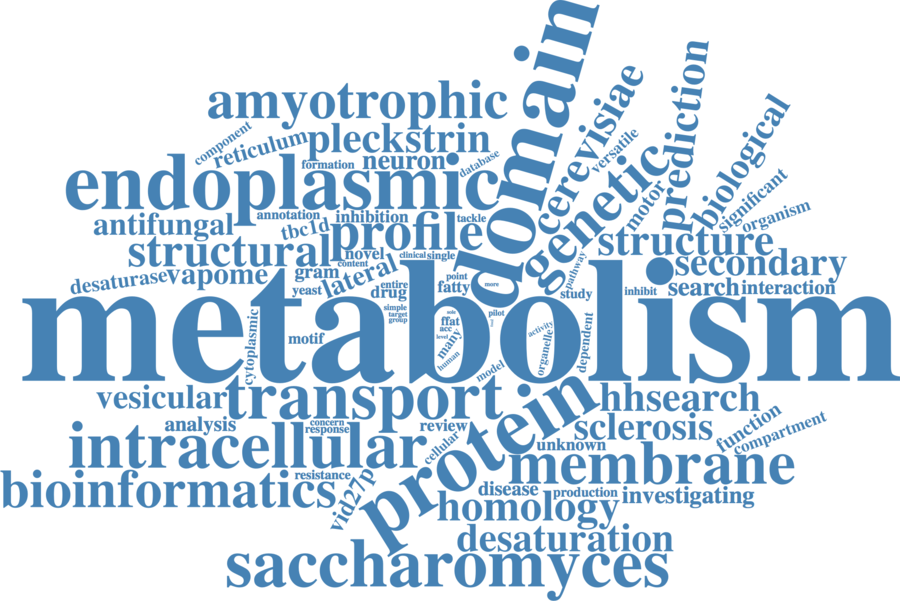 domain
cerevisiae
prediction
amyotrophic
biological
component
reticulum
pleckstrin
versatile
formation
neuron
database
endoplasmic
genetic
motor
significant
organism
antifungal
annotation
inhibition
tackle
tbc1d
profile
structural
structure
novel
clinical
single
content
secondary
desaturase
vapome
gram
lateral
pathway
yeast
entire
drug
point
fatty
more
study
inhibit
search
interaction
metabolism
simple
target
group
sole
pilot
ffat
acc
level
many
human
activity
organelle
dependent
cytoplasmic
motif
model
vesicular
transport
hhsearch
analysis
concern
response
review
sclerosis
function
compartment
intracellular
cellular
protein
unknown
membrane
resistance
bioinformatics
vid27p
disease
production
investigating
homology
desaturation
saccharomyces